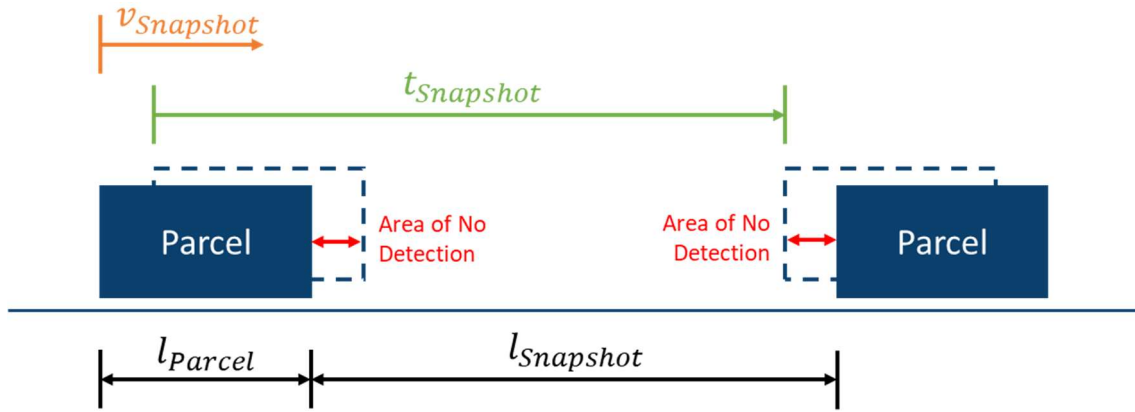 v_Snapshot
t_Snapshot
Area of No
Detection
Area of No
Detection
Parcel
Parcel
l_Parcel
l_Snapshot